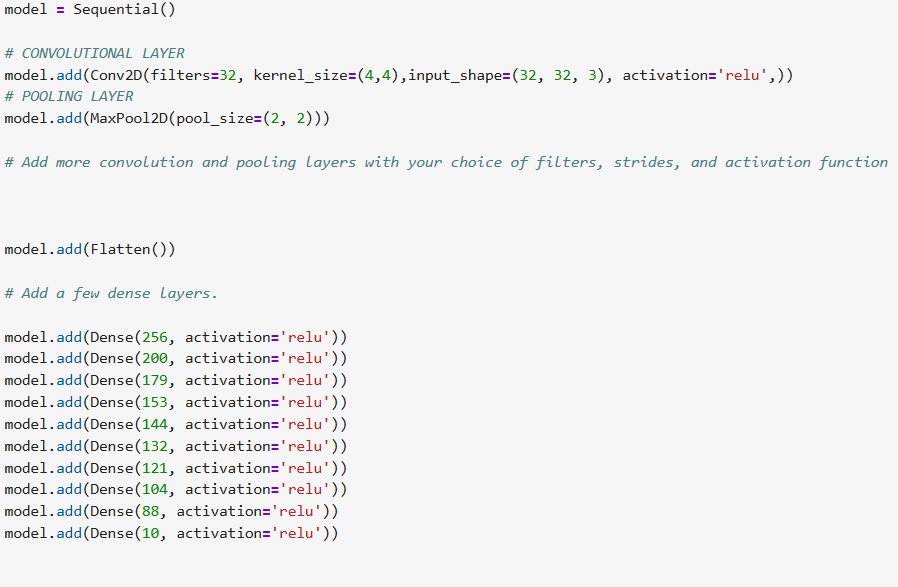 model = Sequential()
# CONVOLUTIONAL LAYER
model.add(Conv2D(filters=32, kernel_size=(4,4),input_shape=(32, 32, 3), activation='relu',))
# POOLING LAYER
model.add(MaxPool2D(pool_size=(2, 2)))
# Add more convolution and pooling layers with your choice of filters, strides, and activation function
model.add(Flatten())
# Add a few dense layers.
model.add(Dense(256, activation='relu'))
model.add(Dense(200, activation='relu'))
model.add(Dense(179, activation='relu'))
model.add(Dense(153, activation='relu'))
model.add(Dense(144, activation='relu'))
model.add(Dense(132, activation='relu'))
model.add(Dense(121, activation='relu'))
model.add(Dense(104, activation='relu'))
model.add(Dense(88, activation='relu'))
model.add(Dense(10, activation='relu'))